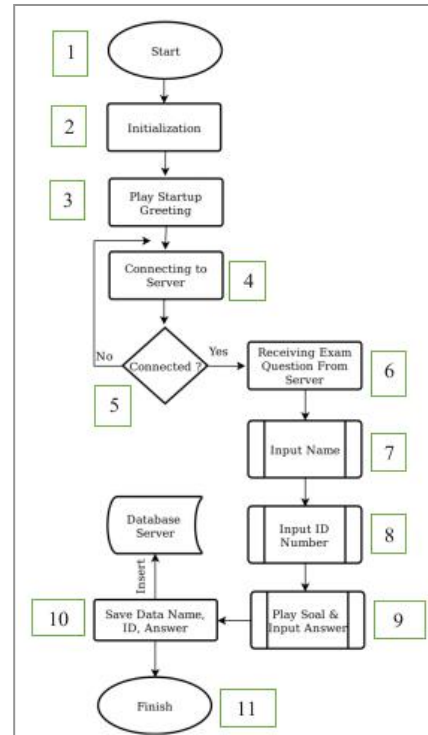 1
Start
2
Initialization
3
Play Startup
Greeting
Connecting to
Server
4
No
Connected ?
Yes
5
Receiving Exam
Question From
Server
6
Input Name
7
Input ID
Number
8
Play Soal &
Input Answer
9
Database
Server
Insert
10
Save Data Name,
ID, Answer
Finish
11